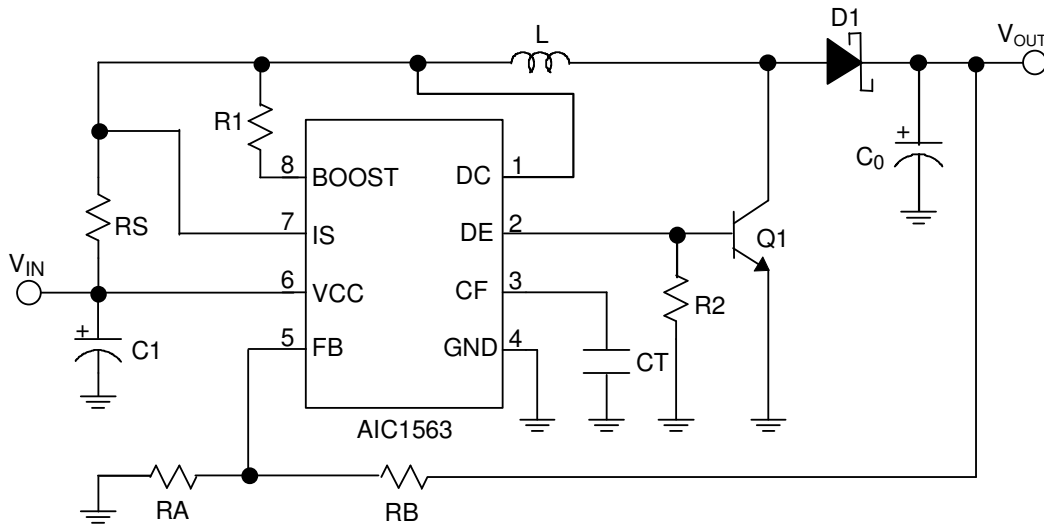 D1
L
VOUT
R1
8
BOOST
DC
1
+
C0
RS
7
IS
DE
2
Q1
VIN
6
VCC
CF
3
R2
+
C1
5
FB
GND
4
CT
AIC1563
RA
RB